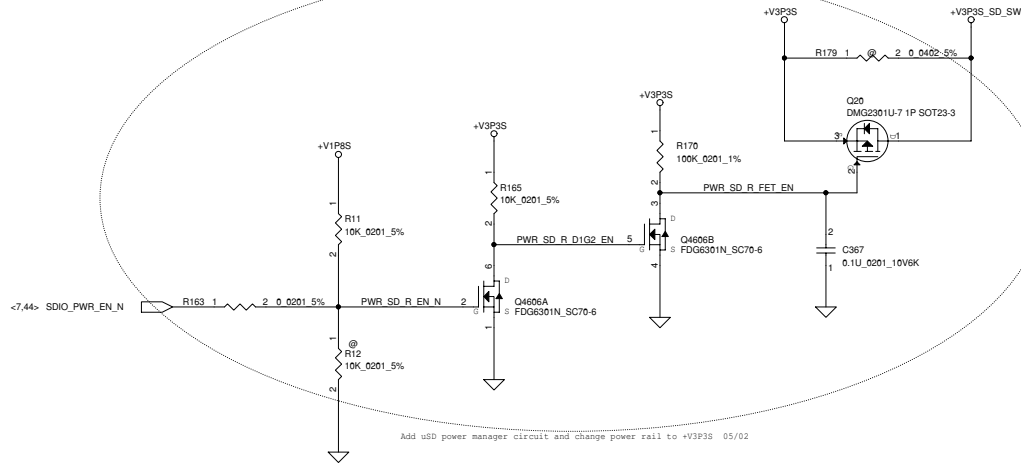 +V3P3S
+V3P3S_SD_SW
R179 1 @ 2 0_0402_5%
Q20
DMG2301U-7 1P SOT23-3
3 S D 1
G 2
+V3P3S
1
R170
100K_0201_1%
2
PWR_SD_R_FET_EN
+V3P3S
1
R165
10K_0201_5%
2
+V1P8S
1
R11
10K_0201_5%
2
3 D
PWR_SD_R_D1G2_EN 5
G S
Q4606B
FDG6301N_SC70-6
4
2
C367
0.1U_0201_10V6K
1
6 D
<7,44> SDIO_PWR_EN_N
R163 1 2 0_0201_5%
PWR_SD_R_EN_N 2
G S
Q4606A
FDG6301N_SC70-6
1
1 @
R12
10K_0201_5%
2
Add uSD power manager circuit and change power rail to +V3P3S 05/02